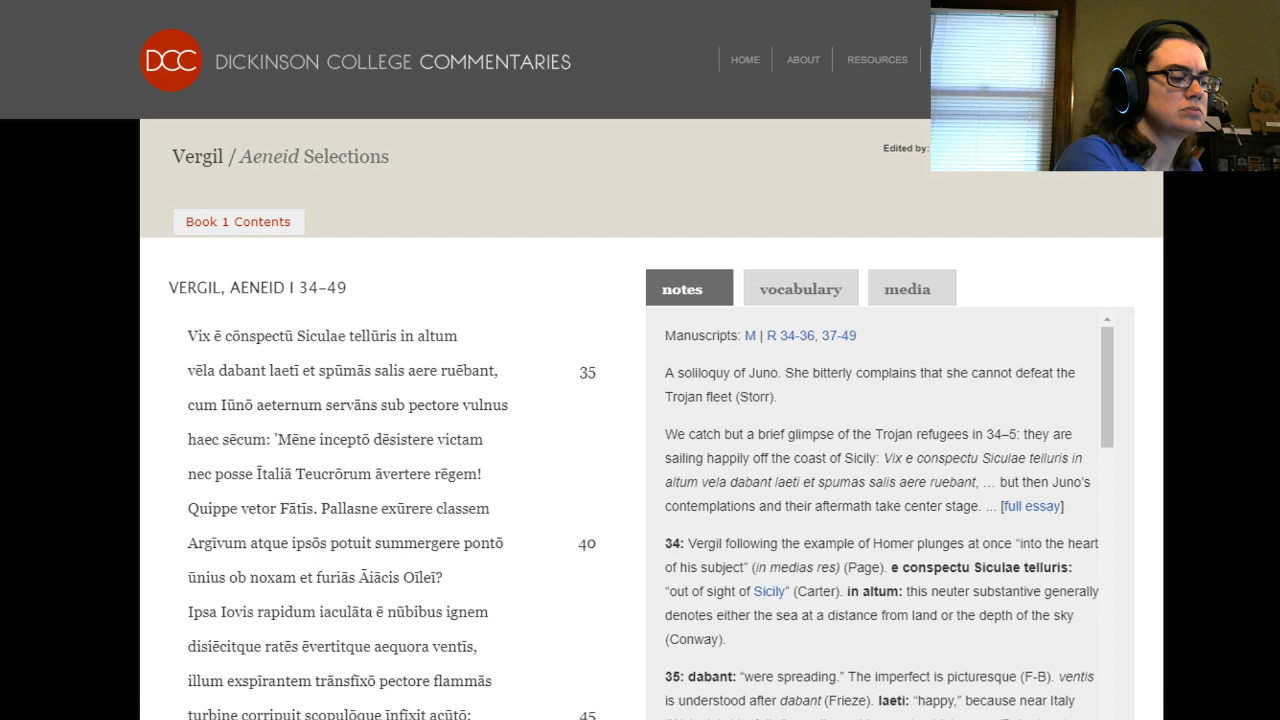 DCC DICKINSON COLLEGE COMMENTARIES
HOME ABOUT RESOURCES
Vergil / Aeneid Selections
Edited by:
Book 1 Contents
VERGIL, AENEID I 34–49
Vix ē cōnspectū Siculae tellūris in altum
vēla dabant laetī et spūmās salis aere ruēbant, 35
cum Iūnō aeternum servāns sub pectore vulnus
haec sēcum: 'Mēne inceptō dēsistere victam
nec posse Ītaliā Teucrōrum āvertere rēgem!
Quippe vetor Fātīs. Pallasne exūrere classem
Argīvum atque ipsōs potuit summergere pontō 40
ūnius ob noxam et furiās Āiācis Oīleī?
Ipsa Iovis rapidum iaculāta ē nūbibus ignem
disiēcitque ratēs ēvertitque aequora ventīs,
illum exspīrantem trānsfīxō pectore flammās
turbine corripuit scopulōque īnfīxit acūtō; 45
notes vocabulary media
Manuscripts: M | R 34-36, 37-49
A soliloquy of Juno. She bitterly complains that she cannot defeat the
Trojan fleet (Storr).
We catch but a brief glimpse of the Trojan refugees in 34–5: they are
sailing happily off the coast of Sicily: Vix e conspectu Siculae telluris in
altum vela dabant laeti et spumas salis aere ruebant, … but then Juno's
contemplations and their aftermath take center stage. ... [full essay]
34: Vergil following the example of Homer plunges at once “into the heart
of his subject” (in medias res) (Page). e conspectu Siculae telluris:
“out of sight of Sicily” (Carter). in altum: this neuter substantive generally
denotes either the sea at a distance from land or the depth of the sky
(Conway).
35: dabant: “were spreading.” The imperfect is picturesque (F-B). ventis
is understood after dabant (Frieze). laeti: “happy,” because near Italy